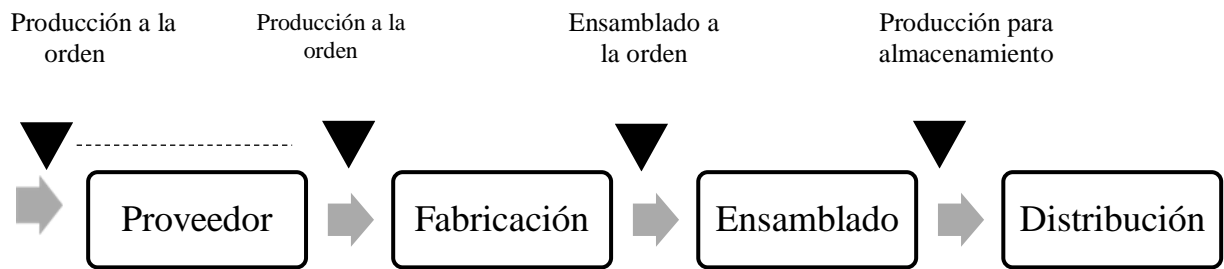 Producción a la
orden
Producción a la
orden
Ensamblado a
la orden
Producción para
almacenamiento
Proveedor
Fabricación
Ensamblado
Distribución